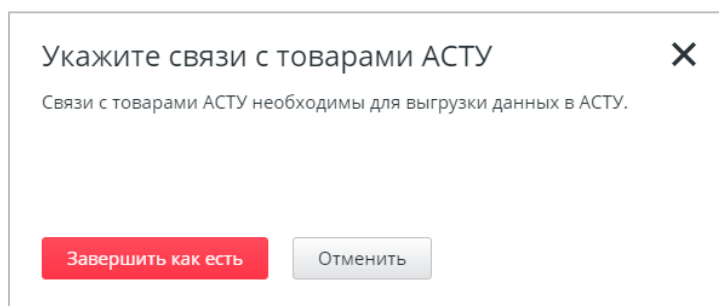 Укажите связи с товарами АСТУ
Связи с товарами АСТУ необходимы для выгрузки данных в АСТУ.
Завершить как есть
Отменить